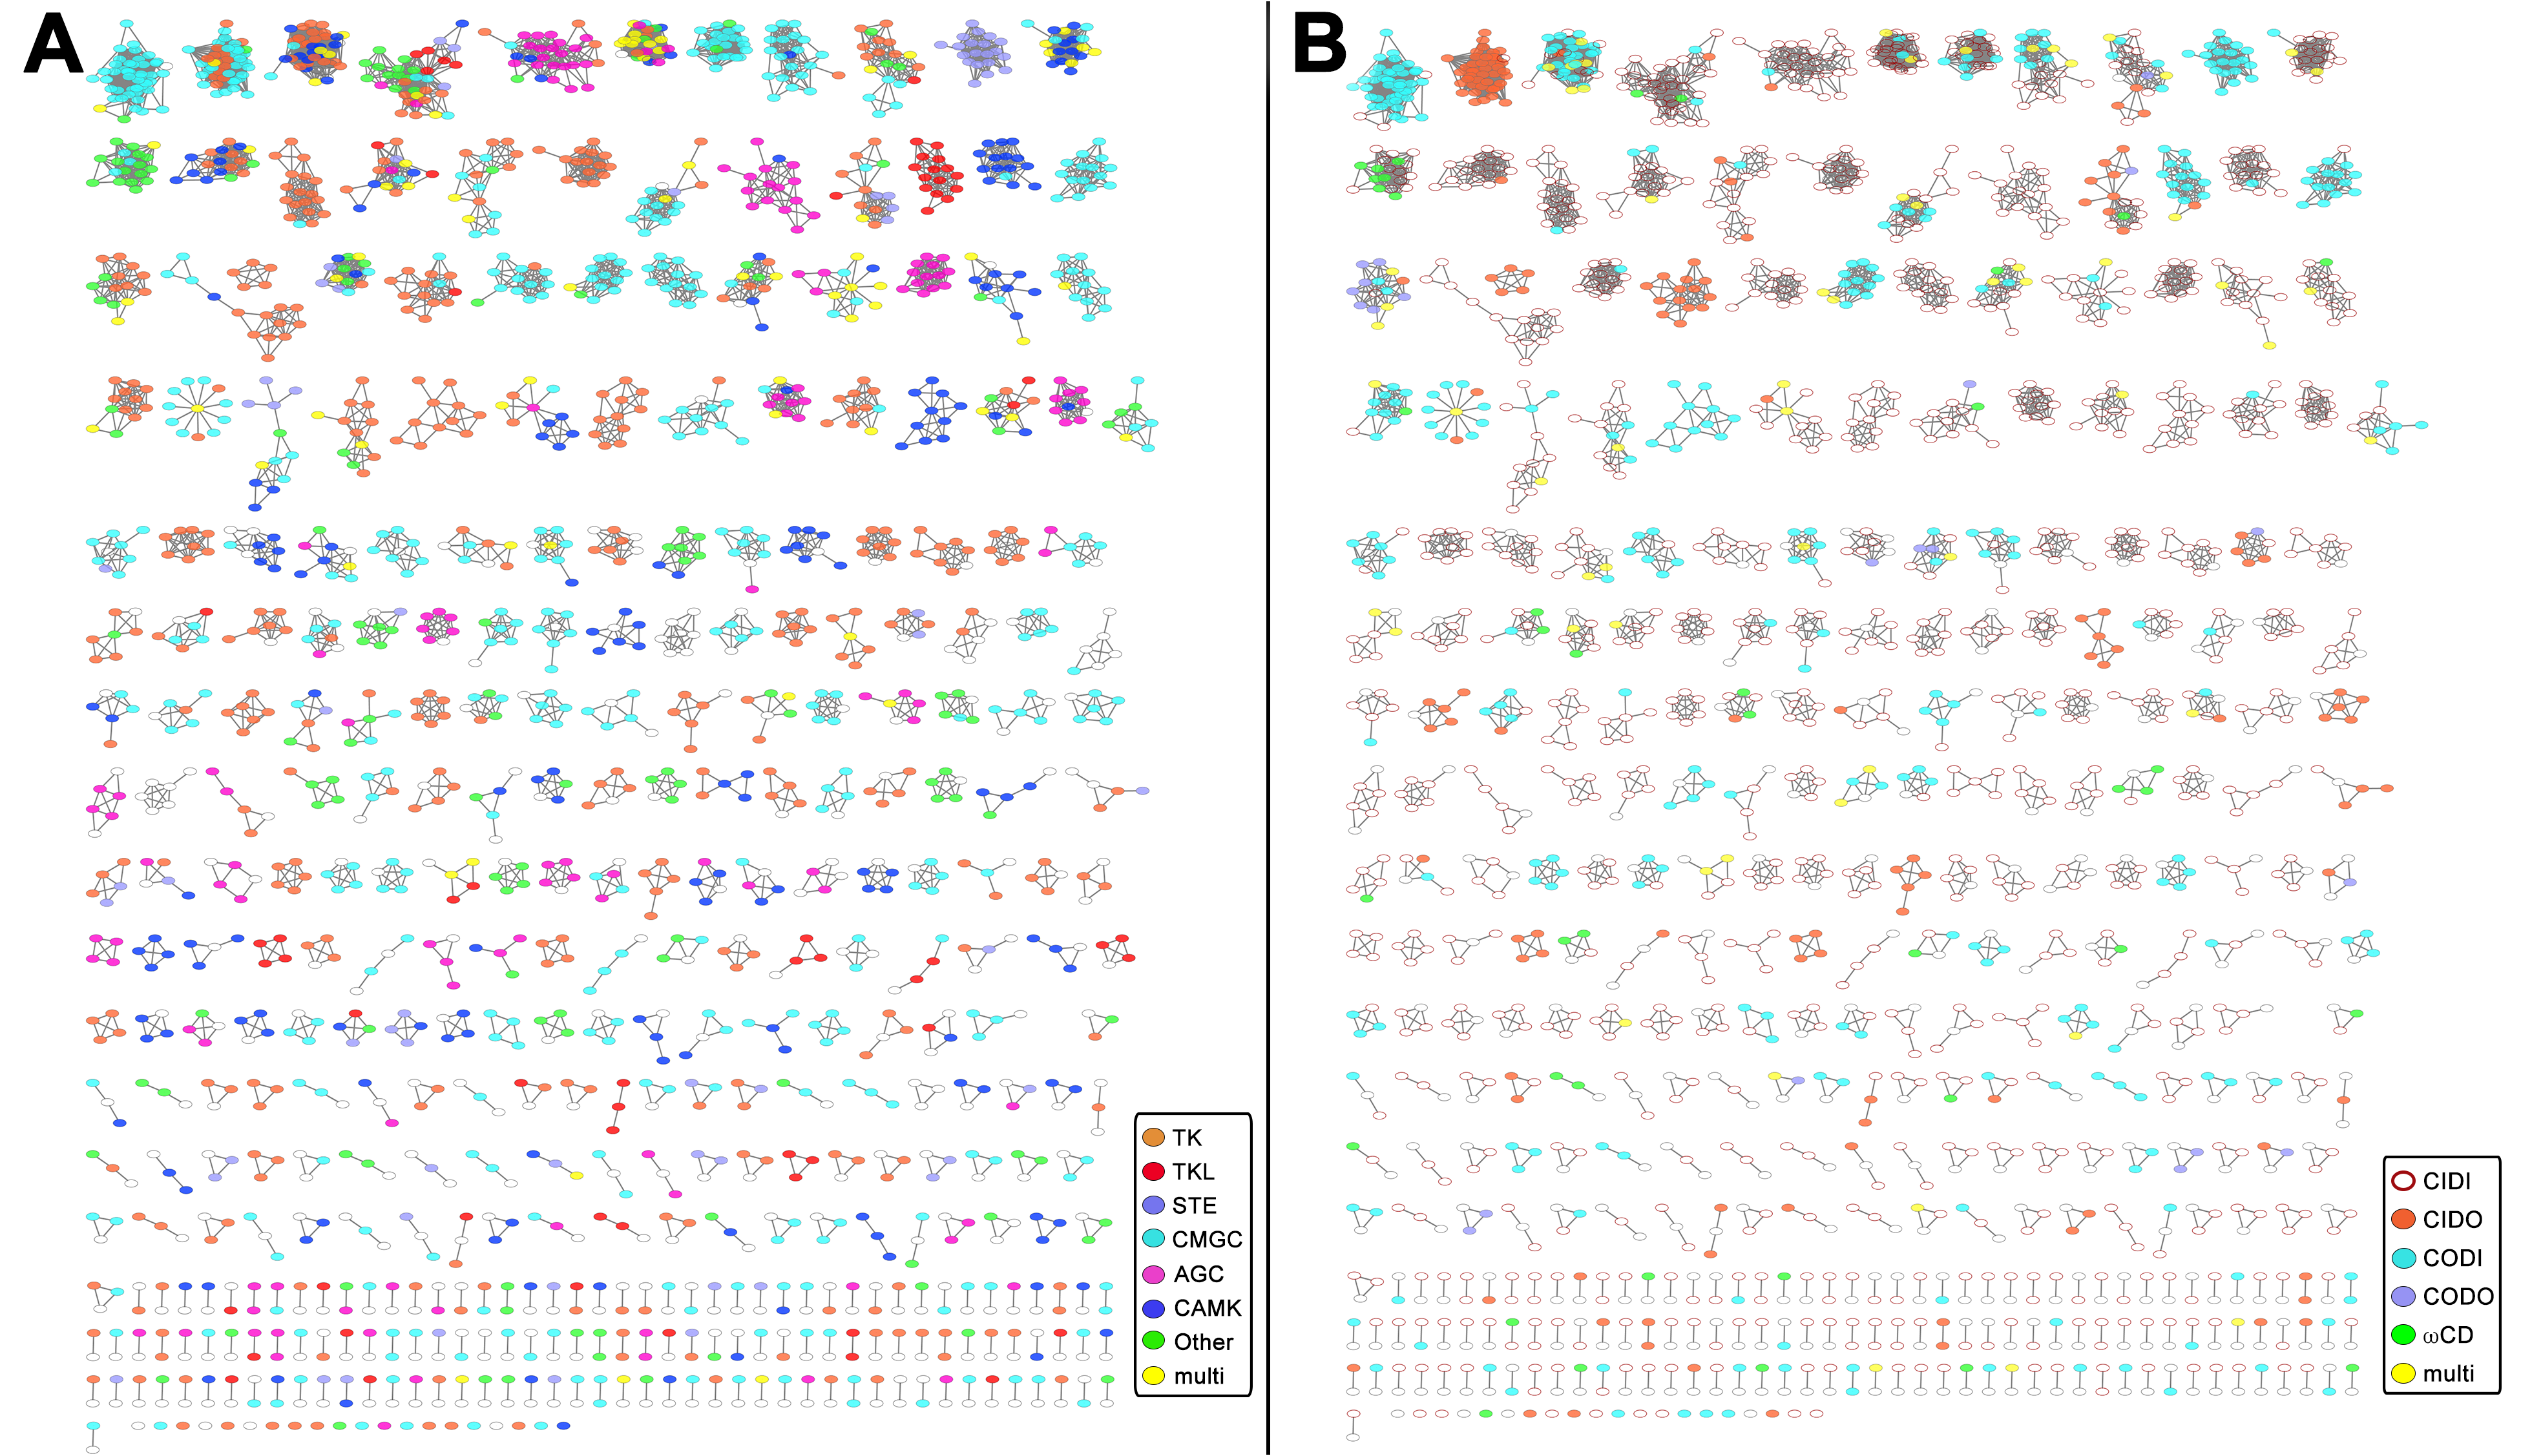 A
B
TK
TKL
STE
CMGC
AGC
CAMK
Other
multi
CIDI
CIDO
CODI
CODO
ωCD
multi